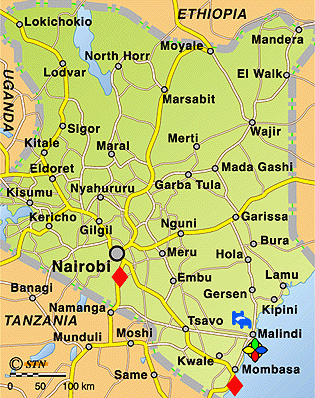 ETHIOPIA
Lokichokio
Mandera
Moyale
North Horr
Lodvar
El Walk
UGANDA
Marsabit
Sigor
Wajir
Kitale
Merti
Maral
Eidoret
Mada Gashi
Kisumu
Nyahururu
Garba Tula
Kericho
Garissa
Gilgil
Nguni
Bura
Nairobi
Meru
Hola
Lamu
Banagi
Embu
Gersen
Kipini
Namanga
TANZANIA
Tsavo
Malindi
Munduli
Moshi
Kwale
Mombasa
© STN
Same
0 50 100 km